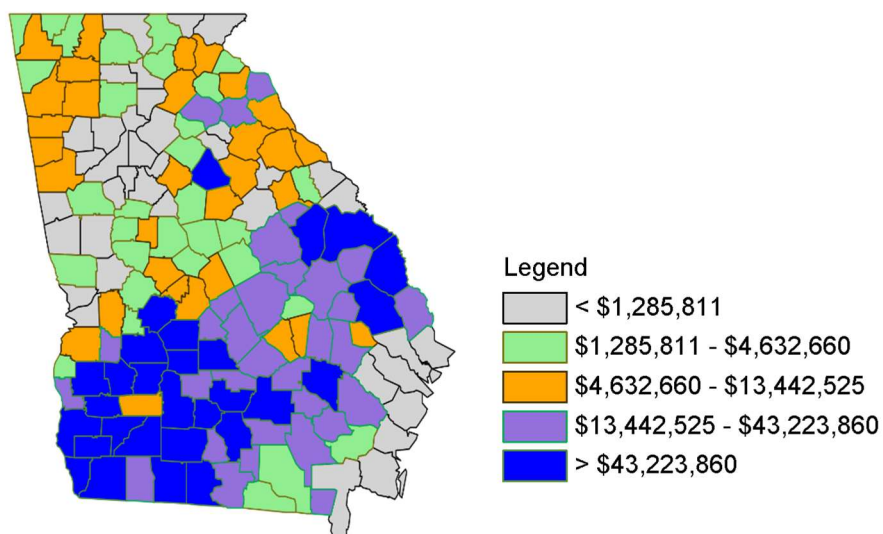 Legend
< $1,285,811
$1,285,811 - $4,632,660
$4,632,660 - $13,442,525
$13,442,525 - $43,223,860
> $43,223,860